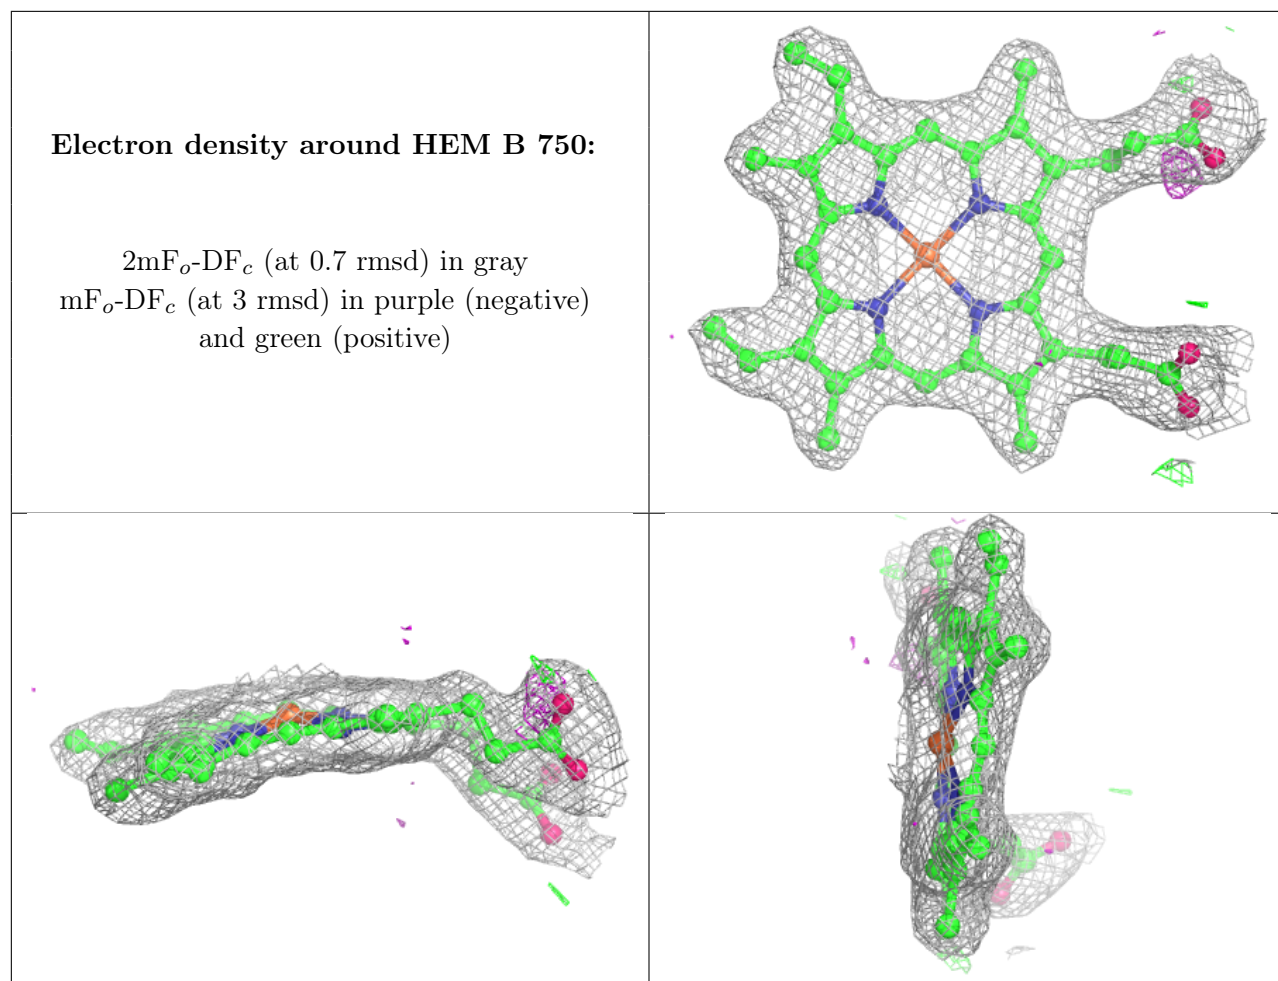 Electron density around HEM B 750:
2mFo-DFc (at 0.7 rmsd) in gray
mFo-DFc (at 3 rmsd) in purple (negative)
and green (positive)